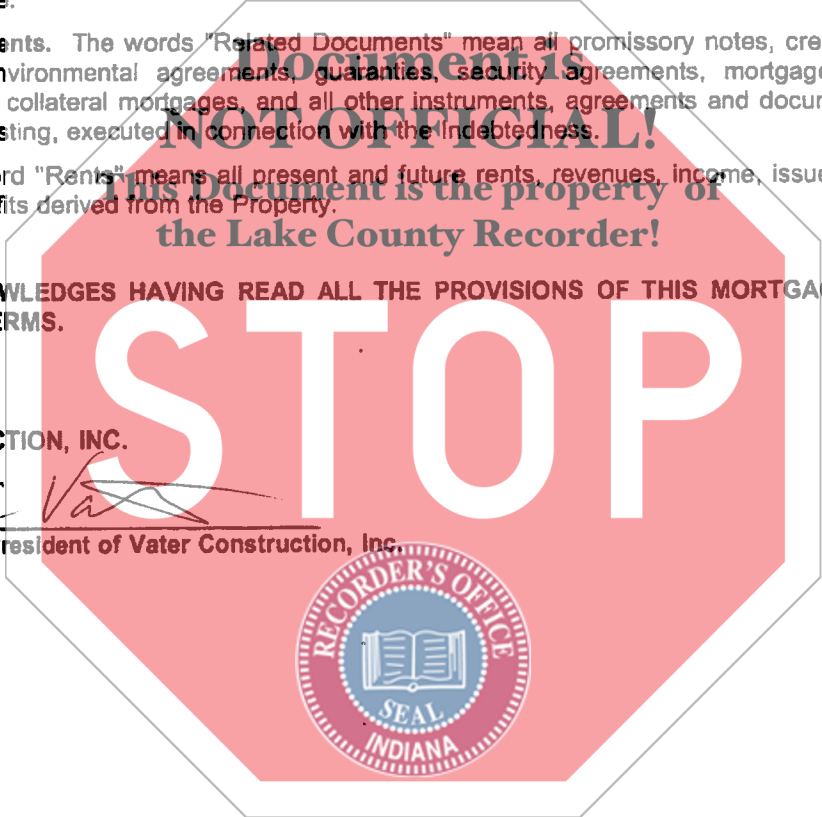 ents. The words "Related Documents" mean all promissory notes, cre
nvironmental agreements, guaranties, security agreements, mortgage
collateral mortgages, and all other instruments, agreements and docum
sting, executed in connection with the Indebtedness.
rd "Rents" means all present and future rents, revenues, income, issue
fits derived from the Property.
Document is
NOT OFFICIAL!
This Document is the property of
the Lake County Recorder!
WLEDGES HAVING READ ALL THE PROVISIONS OF THIS MORTGAG
ERMS.
STOP
CTION, INC.
resident of Vater Construction, Inc.
RECORDER'S OFFICE
SEAL
INDIANA